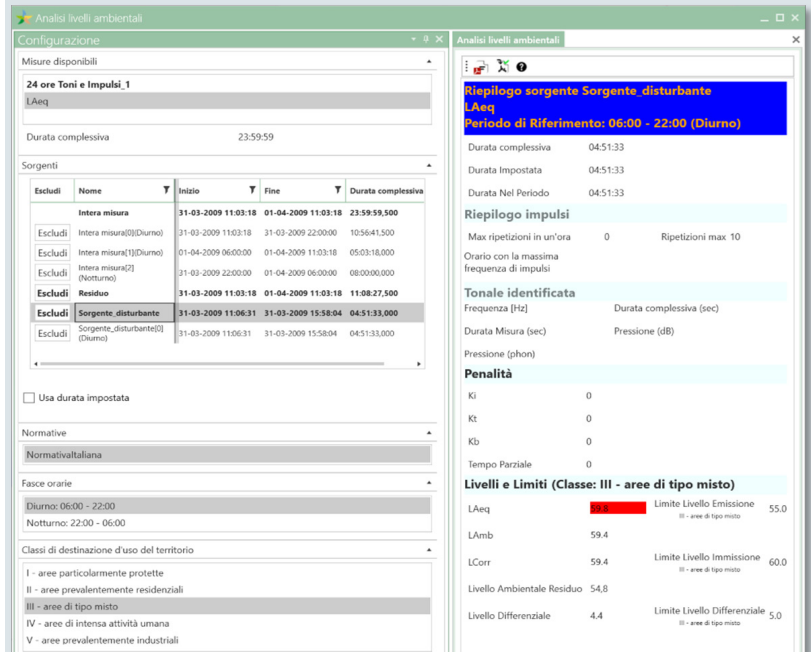 Analisi livelli ambientali
Configurazione
Misure disponibili
24 ore Toni e Impulsi_1
LAeq
Durata complessiva 23:59:59
Sorgenti
Escludi Nome Inizio Fine Durata complessiva
Intera misura 31-03-2009 11:03:18 01-04-2009 11:03:18 23:59:59,500
Escludi Intera misura[0](Diurno) 31-03-2009 11:03:18 31-03-2009 22:00:00 10:56:41,500
Escludi Intera misura[1](Diurno) 01-04-2009 06:00:00 01-04-2009 11:03:18 05:03:18,000
Escludi Intera misura[2] (Notturno) 31-03-2009 22:00:00 01-04-2009 06:00:00 08:00:00,000
Escludi Residuo 31-03-2009 11:03:18 01-04-2009 11:03:18 11:08:27,500
Escludi Sorgente_disturbante 31-03-2009 11:06:31 31-03-2009 15:58:04 04:51:33,000
Escludi Sorgente_disturbante[0] (Diurno) 31-03-2009 11:06:31 31-03-2009 15:58:04 04:51:33,000
Usa durata impostata
Normative
NormativaItaliana
Fasce orarie
Diurno: 06:00 - 22:00
Notturno: 22:00 - 06:00
Classi di destinazione d'uso del territorio
I - aree particolarmente protette
II - aree prevalentemente residenziali
III - aree di tipo misto
IV - aree di intensa attività umana
V - aree prevalentemente industriali
Analisi livelli ambientali
Riepilogo sorgente Sorgente_disturbante
LAeq
Periodo di Riferimento: 06:00 - 22:00 (Diurno)
Durata complessiva 04:51:33
Durata Impostata 04:51:33
Durata Nel Periodo 04:51:33
Riepilogo impulsi
Max ripetizioni in un'ora 0 Ripetizioni max 10
Orario con la massima
frequenza di impulsi
Tonale identificata
Frequenza [Hz] Durata complessiva (sec)
Durata Misura (sec) Pressione (dB)
Pressione (phon)
Penalità
Ki 0
Kt 0
Kb 0
Tempo Parziale 0
Livelli e Limiti (Classe: III - aree di tipo misto)
LAeq 59.8 Limite Livello Emissione 55.0
III - aree di tipo misto
LAmb 59.4
LCorr 59.4 Limite Livello Immissione 60.0
III - aree di tipo misto
Livello Ambientale Residuo 54,8
Livello Differenziale 4.4 Limite Livello Differenziale 5.0
III - aree di tipo misto